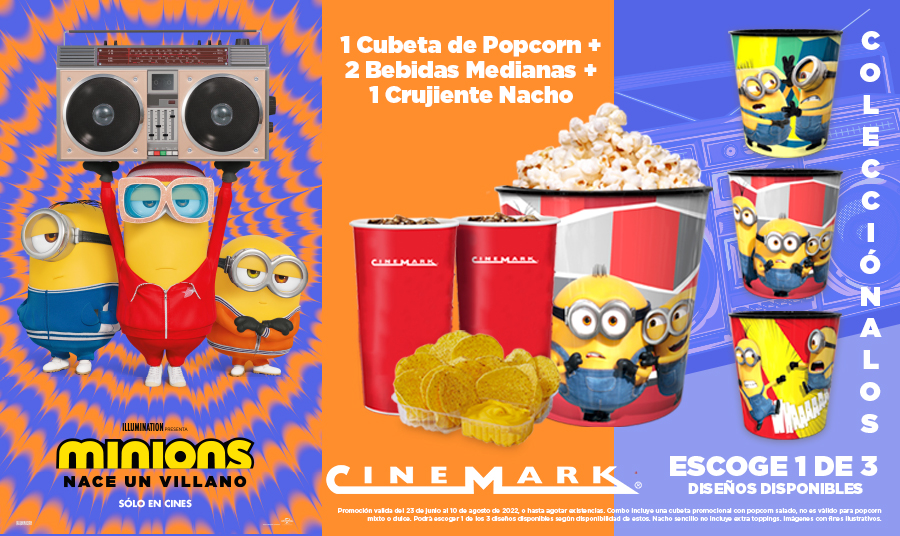 ILLUMINATION PRESENTA
MINIONS
NACE UN VILLANO
SÓLO EN CINES
1 Cubeta de Popcorn +
2 Bebidas Medianas +
1 Crujiente Nacho
CINEMARK
CINEMARK
CINEMARK®
COLECCIÓNALOS
WHAAAAA
ESCOGE 1 DE 3
DISEÑOS DISPONIBLES
Promoción valida del 23 de junio al 10 de agosto de 2022, o hasta agotar existencias. Combo incluye una cubeta promocional con popcorn salado, no es válido para popcorn
mixto o dulce. Podrá escoger 1 de los 3 diseños disponibles según disponibilidad de estos. Nacho sencillo no incluye extra toppings. Imágenes con fines ilustrativos.